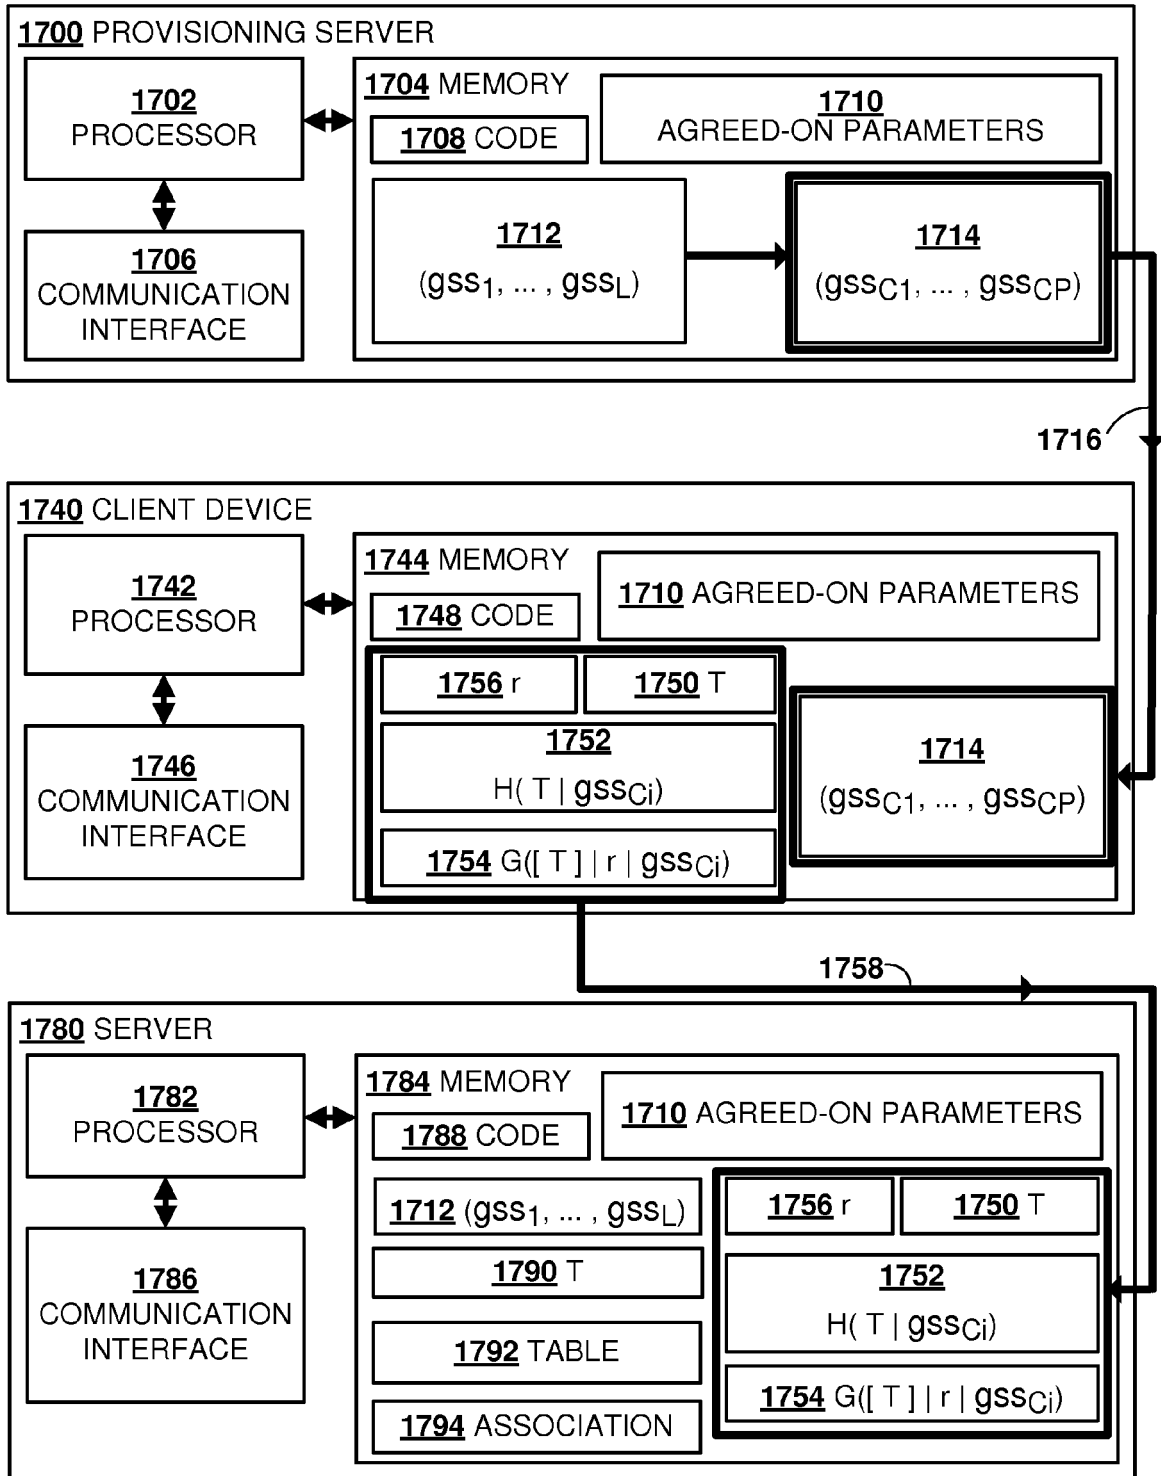 1700 PROVISIONING SERVER
1702
PROCESSOR
1704 MEMORY
1710
AGREED-ON PARAMETERS
1708 CODE
1706
COMMUNICATION
INTERFACE
1712
(gss1, ... , gssL)
1714
(gssC1, ... , gssCP)
1716
1740 CLIENT DEVICE
1742
PROCESSOR
1744 MEMORY
1710 AGREED-ON PARAMETERS
1748 CODE
1756 r
1750 T
1752
H( T | gssCi)
1754 G([ T ] | r | gssCi)
1714
(gssC1, ... , gssCP)
1746
COMMUNICATION
INTERFACE
1758
1780 SERVER
1782
PROCESSOR
1784 MEMORY
1710 AGREED-ON PARAMETERS
1788 CODE
1712 (gss1, ... , gssL)
1790 T
1792 TABLE
1794 ASSOCIATION
1756 r
1750 T
1752
H( T | gssCi)
1754 G([ T ] | r | gssCi)
1786
COMMUNICATION
INTERFACE